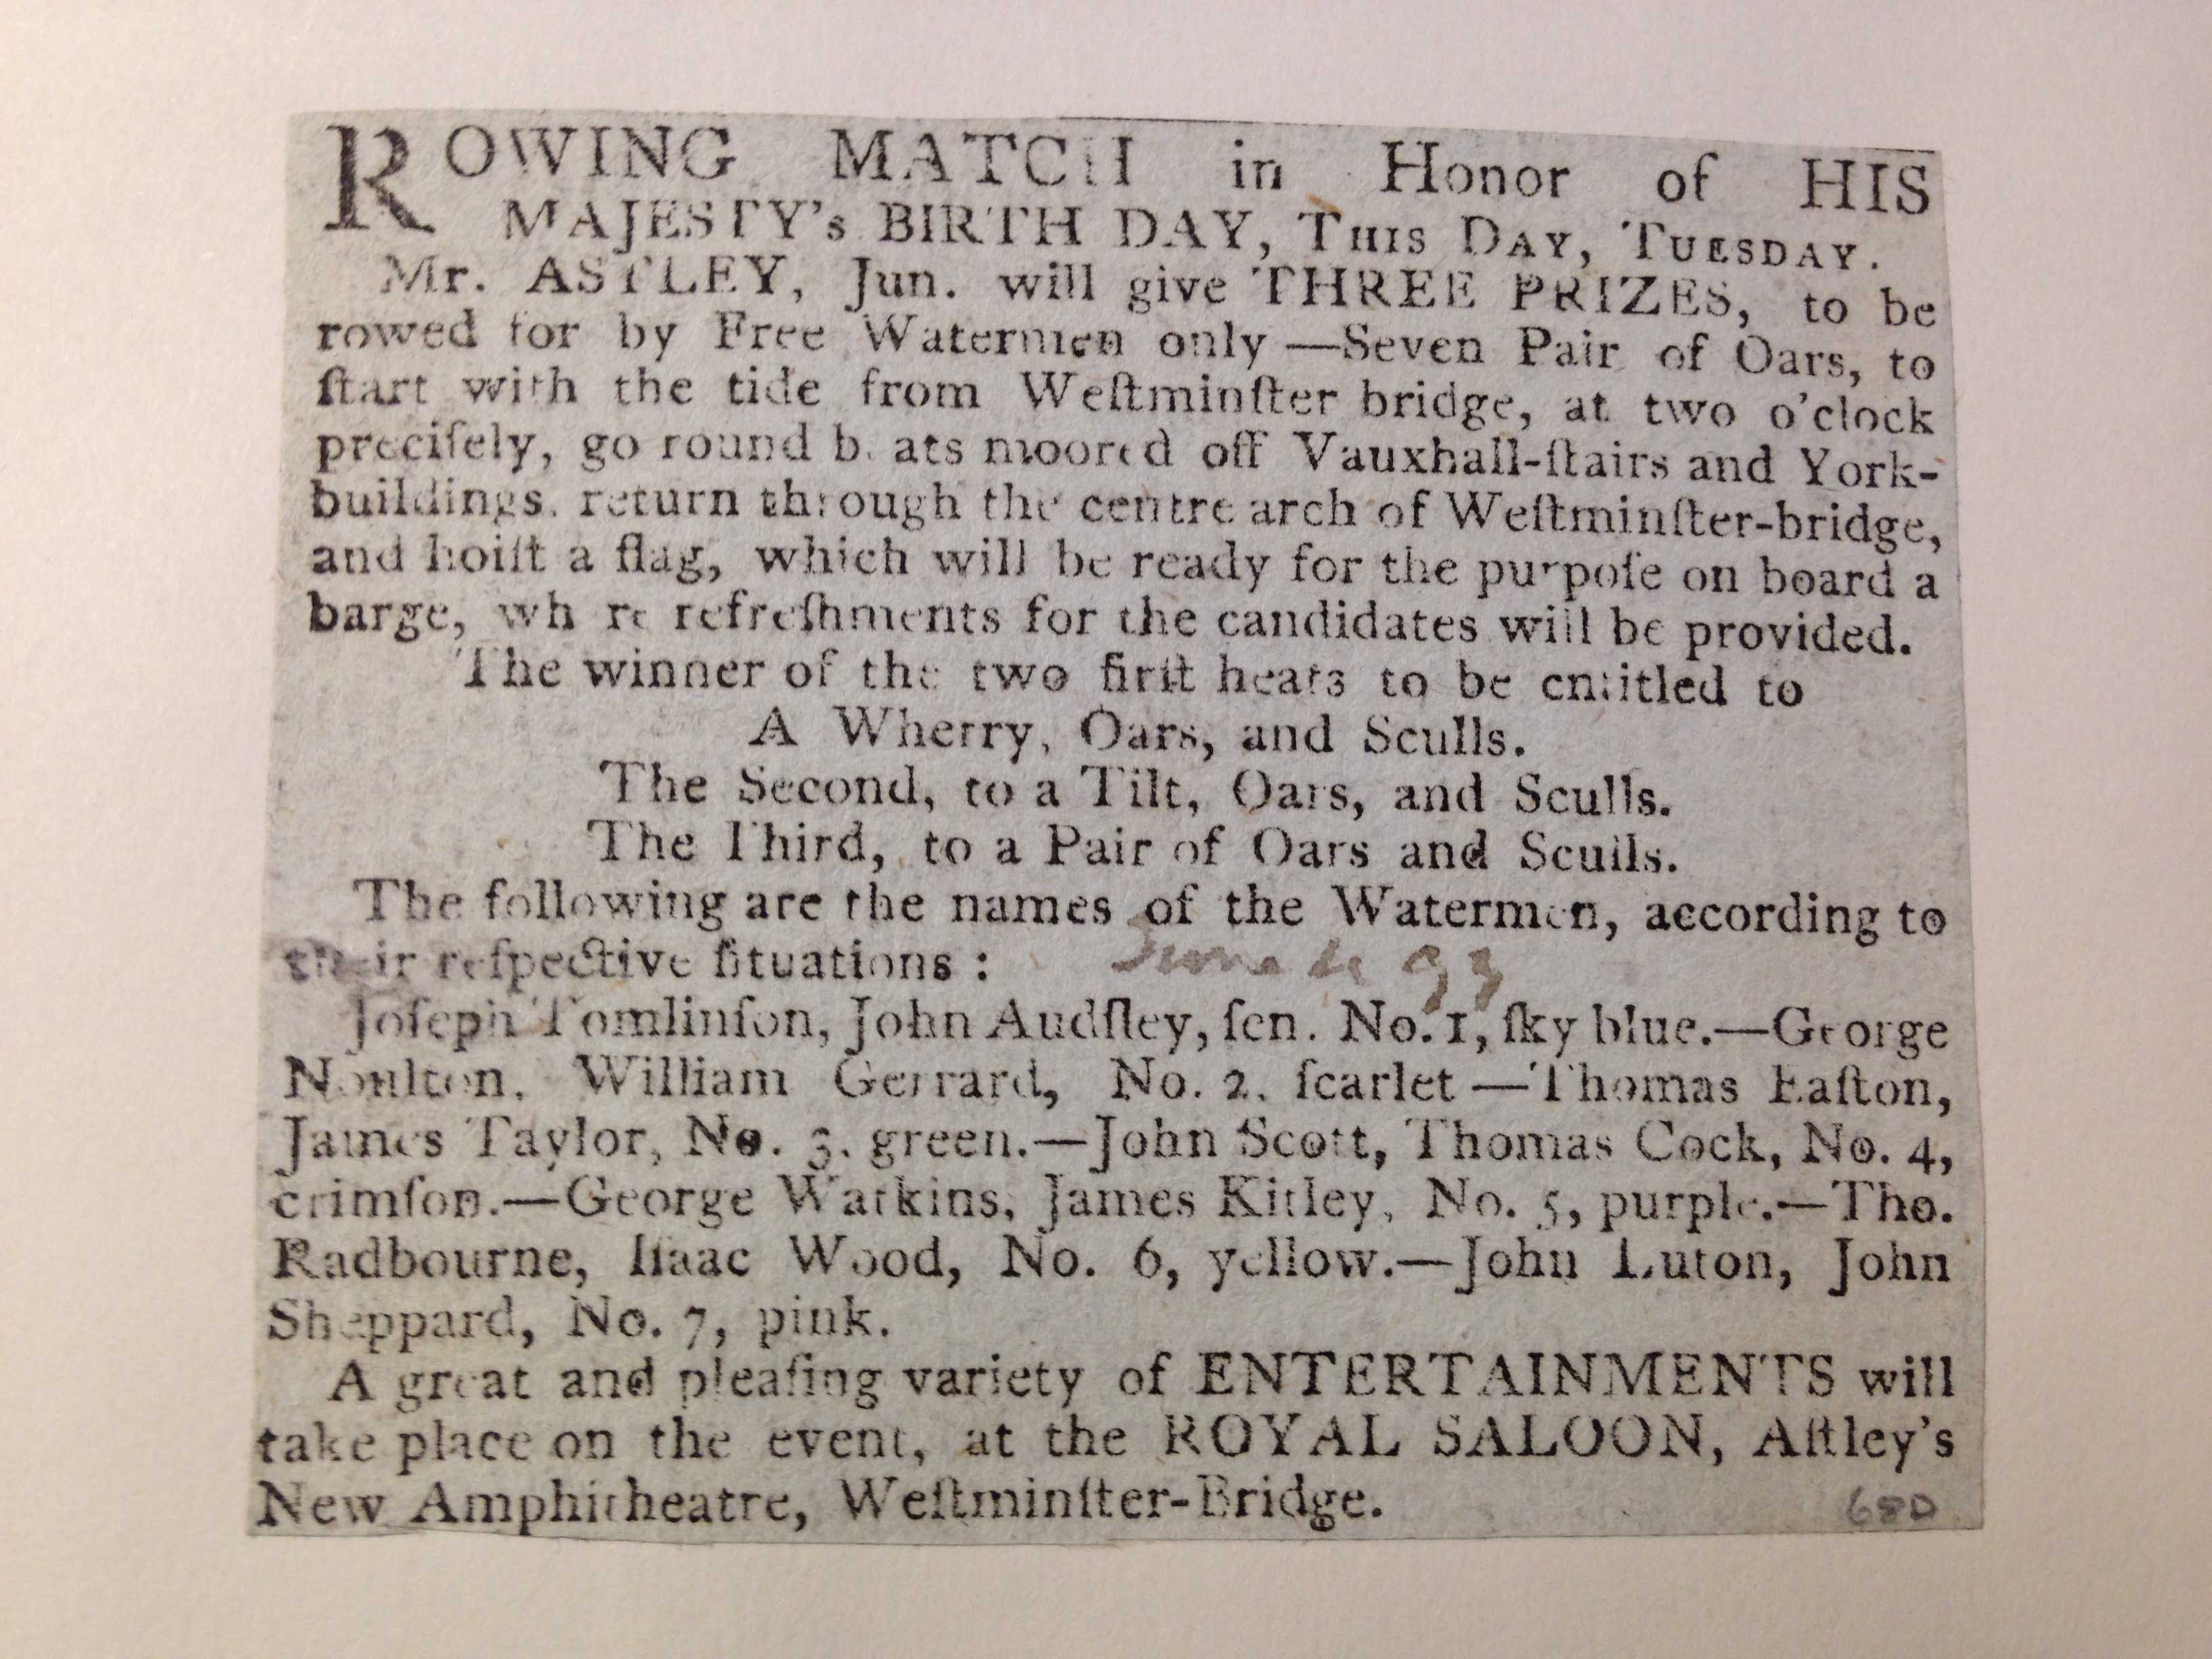 ROWING MATCH in Honor of HIS
MAJESTY's BIRTH DAY, THIS DAY, TUESDAY.
Mr. ASTLEY, Jun. will give THREE PRIZES, to be
rowed for by Free Watermen only —Seven Pair of Oars, to
ſtart with the tide from Weſtminſter bridge, at two o'clock
preciſely, go round b ats moored off Vauxhall-ſtairs and York-
buildings, return through the centre arch of Weſtminſter-bridge,
and hoiſt a flag, which will be ready for the purpoſe on board a
barge, wh re refreſhments for the candidates will be provided.
The winner of the two firſt heats to be entitled to
A Wherry, Oars, and Sculls.
The Second, to a Tilt, Oars, and Sculls.
The Third, to a Pair of Oars and Sculls.
The following are the names of the Watermen, according to
their reſpective ſituations :
June 4 93
Joſeph Tomlinſon, John Audſley, ſen. No. 1, ſky blue.—George
Noulton, William Gerrard, No. 2, ſcarlet —Thomas Eaſton,
James Taylor, No. 3. green.—John Scott, Thomas Cock, No. 4,
crimſon.—George Watkins, James Kitley, No. 5, purple.—Tho.
Radbourne, Iſaac Wood, No. 6, yellow.—John Luton, John
Sheppard, No. 7, pink.
A great and pleaſing variety of ENTERTAINMENTS will
take place on the event, at the ROYAL SALOON, Aſtley's
New Amphitheatre, Weſtminſter-Bridge.